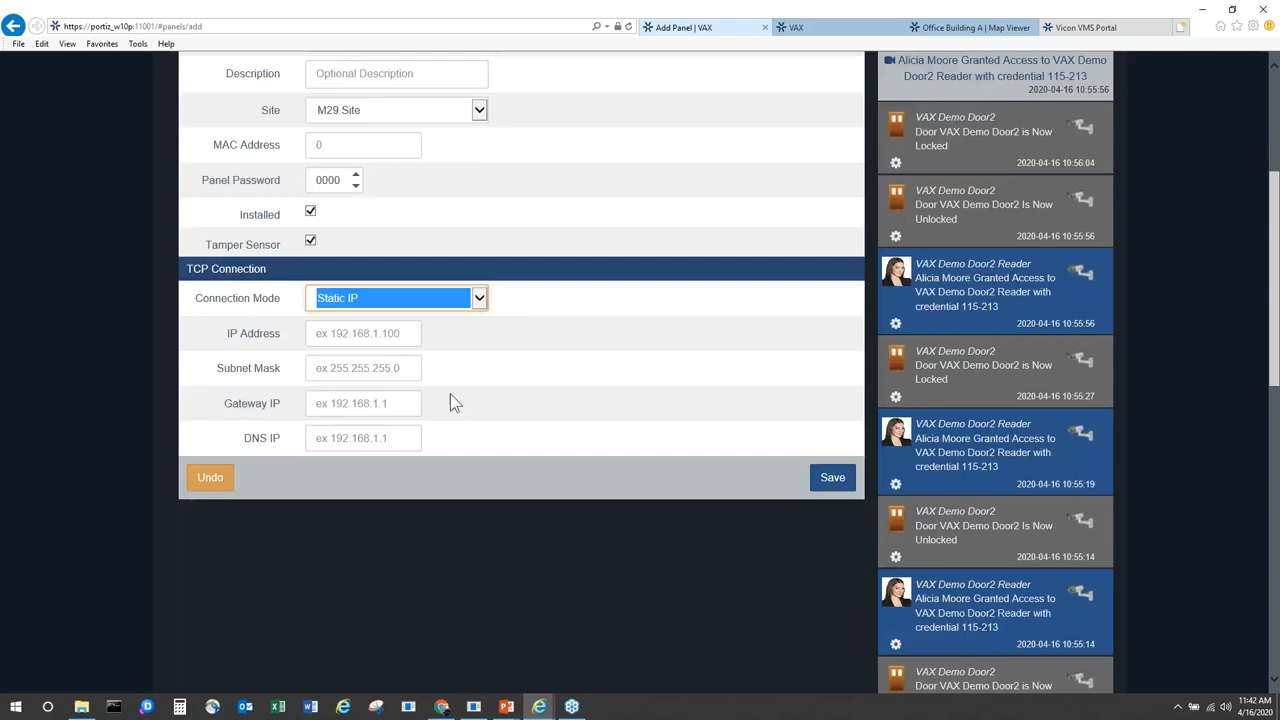 https://portiz_w10p:11001/#panels/add
Add Panel | VAX
VAX
Office Building A | Map Viewer
Vicon VMS Portal
File Edit View Favorites Tools Help
Description
Optional Description
Site
M29 Site
MAC Address
0
Panel Password
0000
Installed
Tamper Sensor
TCP Connection
Connection Mode
Static IP
IP Address
ex 192.168.1.100
Subnet Mask
ex 255.255.255.0
Gateway IP
ex 192.168.1.1
DNS IP
ex 192.168.1.1
Undo
Save
Alicia Moore Granted Access to VAX Demo
Door2 Reader with credential 115-213
2020-04-16 10:55:56
VAX Demo Door2
Door VAX Demo Door2 is Now
Locked
2020-04-16 10:56:04
VAX Demo Door2
Door VAX Demo Door2 Is Now
Unlocked
2020-04-16 10:55:56
VAX Demo Door2 Reader
Alicia Moore Granted Access to
VAX Demo Door2 Reader with
credential 115-213
2020-04-16 10:55:56
VAX Demo Door2
Door VAX Demo Door2 is Now
Locked
2020-04-16 10:55:27
VAX Demo Door2 Reader
Alicia Moore Granted Access to
VAX Demo Door2 Reader with
credential 115-213
2020-04-16 10:55:19
VAX Demo Door2
Door VAX Demo Door2 Is Now
Unlocked
2020-04-16 10:55:14
VAX Demo Door2 Reader
Alicia Moore Granted Access to
VAX Demo Door2 Reader with
credential 115-213
2020-04-16 10:55:14
VAX Demo Door2
Door VAX Demo Door2 is Now
11:42 AM
4/16/2020